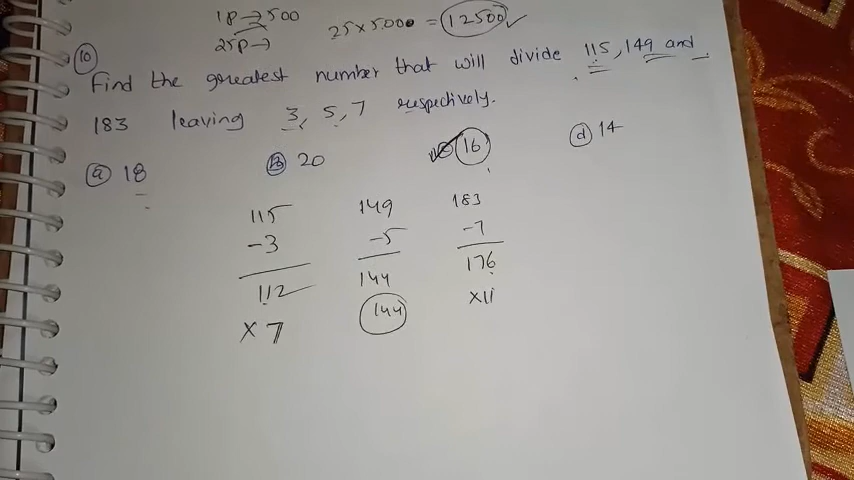 1P → 500
25P →
25 × 5.000 = 12500 ✓
10
Find the greatest number that will divide 115, 149 and
183 leaving 3, 5, 7 respectively.
a 18 b 20 c 16 d 14
115 149 183
-3 -5 -7
112 144 176
× 7 144 ×11